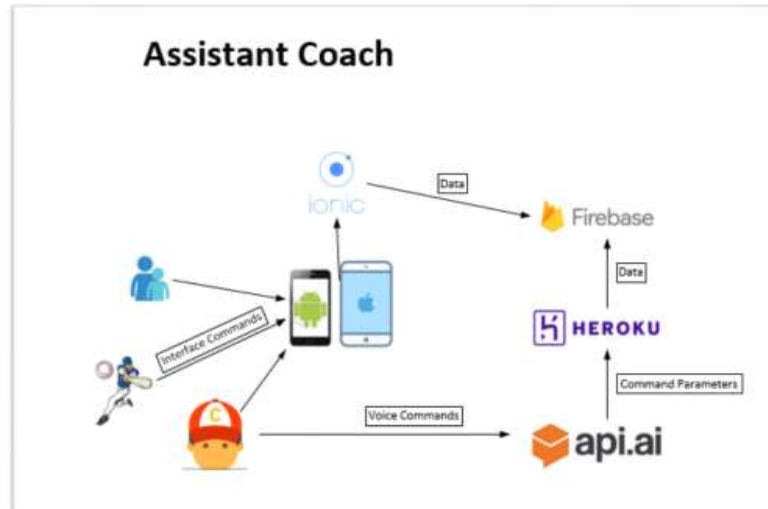 Assistant Coach
ionic
Data
Firebase
Data
Interface Commands
HEROKU
Command Parameters
C
Voice Commands
api.ai